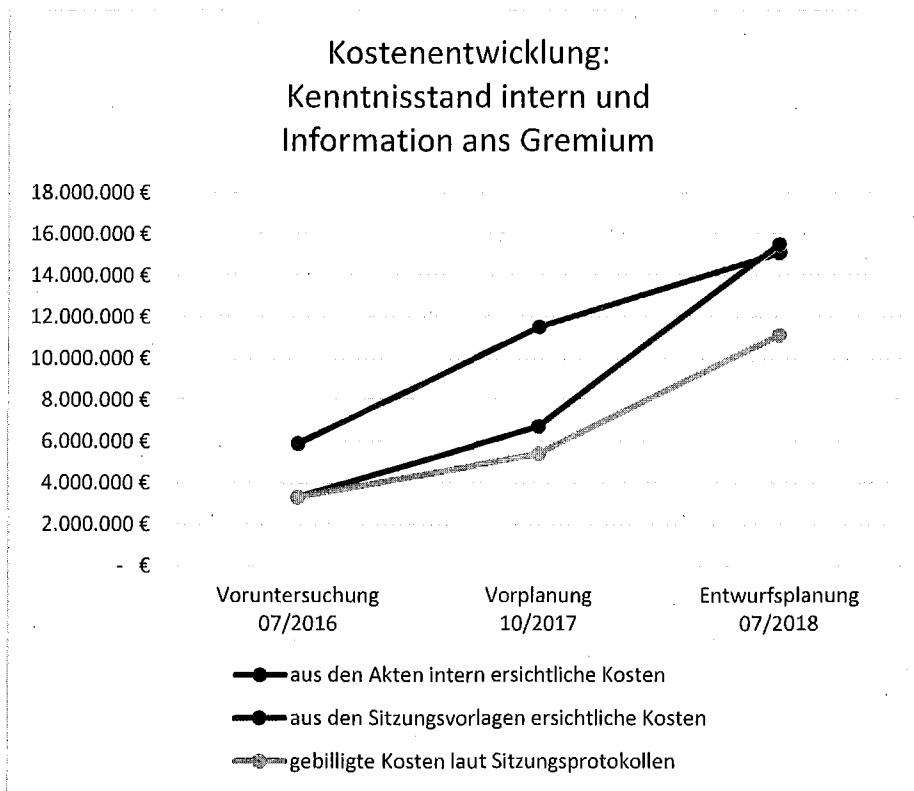 Kostenentwicklung:
Kenntnisstand intern und
Information ans Gremium
18.000.000 €
16.000.000 €
14.000.000 €
12.000.000 €
10.000.000 €
8.000.000 €
6.000.000 €
4.000.000 €
2.000.000 €
- €
Voruntersuchung Vorplanung Entwurfsplanung
07/2016 10/2017 07/2018
aus den Akten intern ersichtliche Kosten
aus den Sitzungsvorlagen ersichtliche Kosten
gebilligte Kosten laut Sitzungsprotokollen